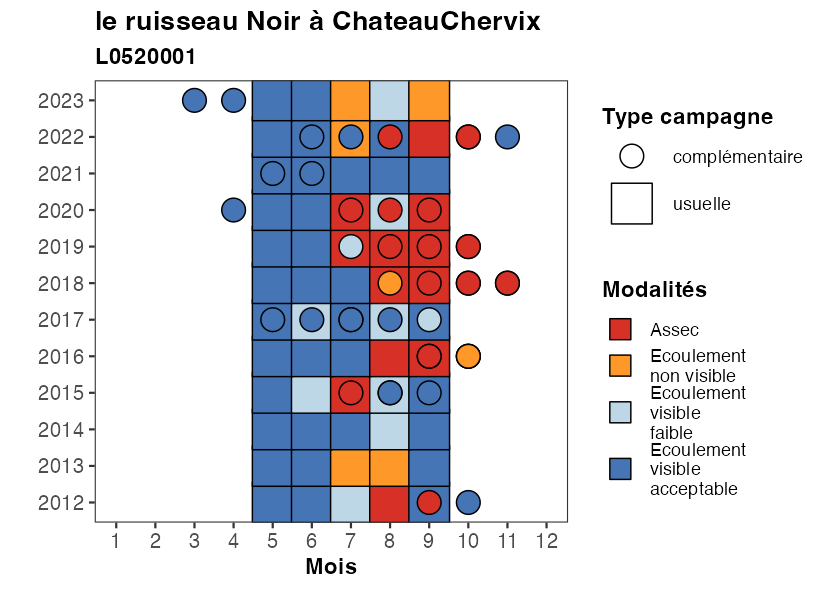 le ruisseau Noir à ChateauChervix
L0520001
2023
2022
2021
2020
2019
2018
2017
2016
2015
2014
2013
2012
1 2 3 4 5 6 7 8 9 10 11 12
Mois
Type campagne
complémentaire
usuelle
Modalités
Assec
Ecoulement
non visible
Ecoulement
visible
faible
Ecoulement
visible
acceptable